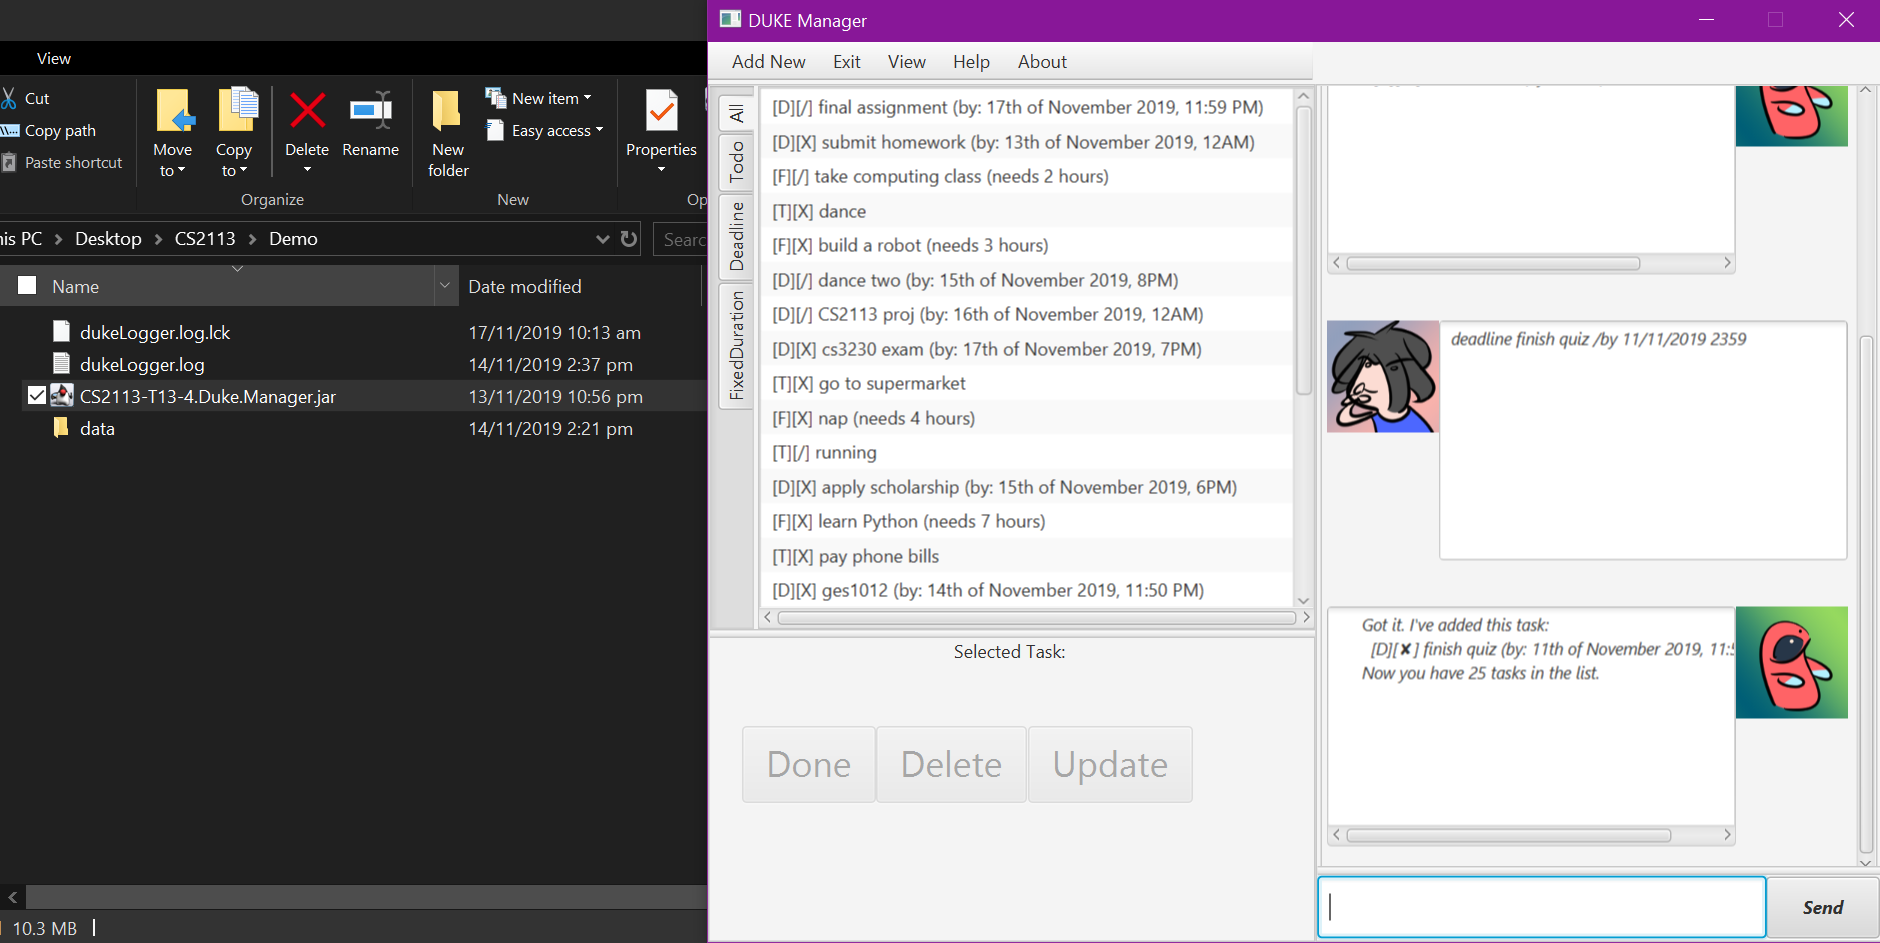 View
Cut
Copy path
Paste shortcut
Move to
Copy to
Delete
Rename
New folder
New item
Easy access
Properties
Organize
New
Op
his PC > Desktop > CS2113 > Demo
Searc
Name
Date modified
dukeLogger.log.lck 17/11/2019 10:13 am
dukeLogger.log 14/11/2019 2:37 pm
CS2113-T13-4.Duke.Manager.jar 13/11/2019 10:56 pm
data 14/11/2019 2:21 pm
10.3 MB
DUKE Manager
Add New Exit View Help About
All
Todo
Deadline
FixedDuration
[D][/] final assignment (by: 17th of November 2019, 11:59 PM)
[D][X] submit homework (by: 13th of November 2019, 12AM)
[F][/] take computing class (needs 2 hours)
[T][X] dance
[F][X] build a robot (needs 3 hours)
[D][/] dance two (by: 15th of November 2019, 8PM)
[D][/] CS2113 proj (by: 16th of November 2019, 12AM)
[D][X] cs3230 exam (by: 17th of November 2019, 7PM)
[T][X] go to supermarket
[F][X] nap (needs 4 hours)
[T][/] running
[D][X] apply scholarship (by: 15th of November 2019, 6PM)
[F][X] learn Python (needs 7 hours)
[T][X] pay phone bills
[D][X] ges1012 (by: 14th of November 2019, 11:50 PM)
Selected Task:
Done Delete Update
deadline finish quiz /by 11/11/2019 2359
Got it. I've added this task:
[D][✘] finish quiz (by: 11th of November 2019, 11:5
Now you have 25 tasks in the list.
Send